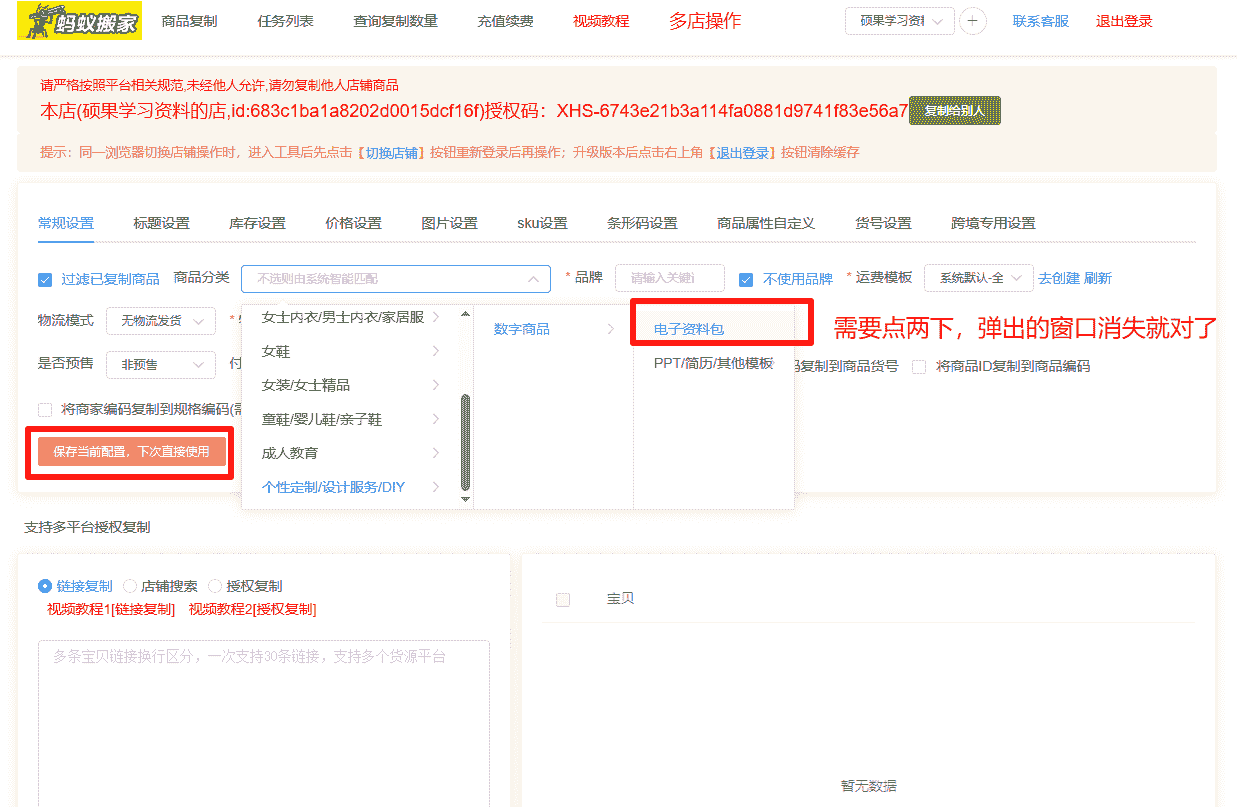 蚂蚁搬家 商品复制 任务列表 查询复制数量 充值续费 视频教程 多店操作 硕果学习资料 联系客服 退出登录
请严格按照平台相关规范,未经他人允许,请勿复制他人店铺商品
本店(硕果学习资料的店,id:683c1ba1a8202d0015dcf16f)授权码：XHS-6743e21b3a114fa0881d9741f83e56a7 复制给别人
提示：同一浏览器切换店铺操作时，进入工具后先点击【切换店铺】按钮重新登录后再操作；升级版本后点击右上角【退出登录】按钮清除缓存
常规设置 标题设置 库存设置 价格设置 图片设置 sku设置 条形码设置 商品属性自定义 货号设置 跨境专用设置
过滤已复制商品 商品分类 不选则由系统智能匹配 * 品牌 请输入关键词 不使用品牌 * 运费模板 系统默认-全 去创建 刷新
物流模式 无物流发货 *
女士内衣/男士内衣/家居服 数字商品 电子资料包 需要点两下，弹出的窗口消失就对了
女鞋
是否预售 非预售 付 PPT/简历/其他模板 复制到商品货号 将商品ID复制到商品编码
女装/女士精品
将商家编码复制到规格编码(需 童鞋/婴儿鞋/亲子鞋
保存当前配置，下次直接使用 成人教育
个性定制/设计服务/DIY
支持多平台授权复制
链接复制 店铺搜索 授权复制
视频教程1[链接复制] 视频教程2[授权复制]
宝贝
多条宝贝链接换行区分，一次支持30条链接，支持多个货源平台
暂无数据